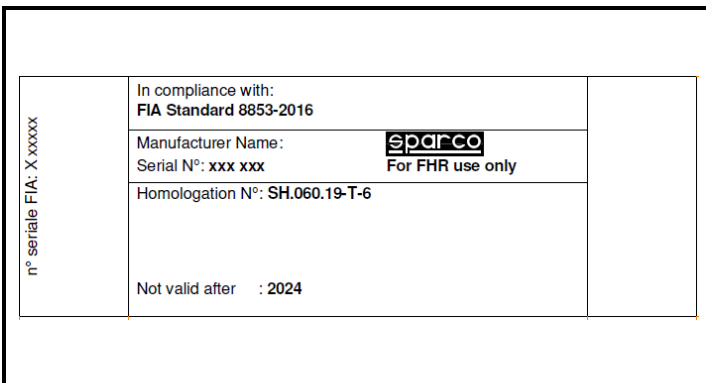 n° seriale FIA: X xxxxx
In compliance with:
FIA Standard 8853-2016
Manufacturer Name: sparco
Serial N°: xxx xxx For FHR use only
Homologation N°: SH.060.19-T-6
Not valid after : 2024